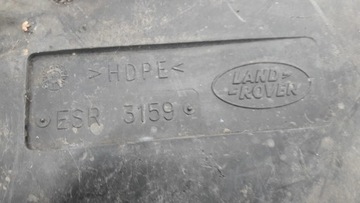 >HDPE<
ESR 3159
LAND-
-ROVER